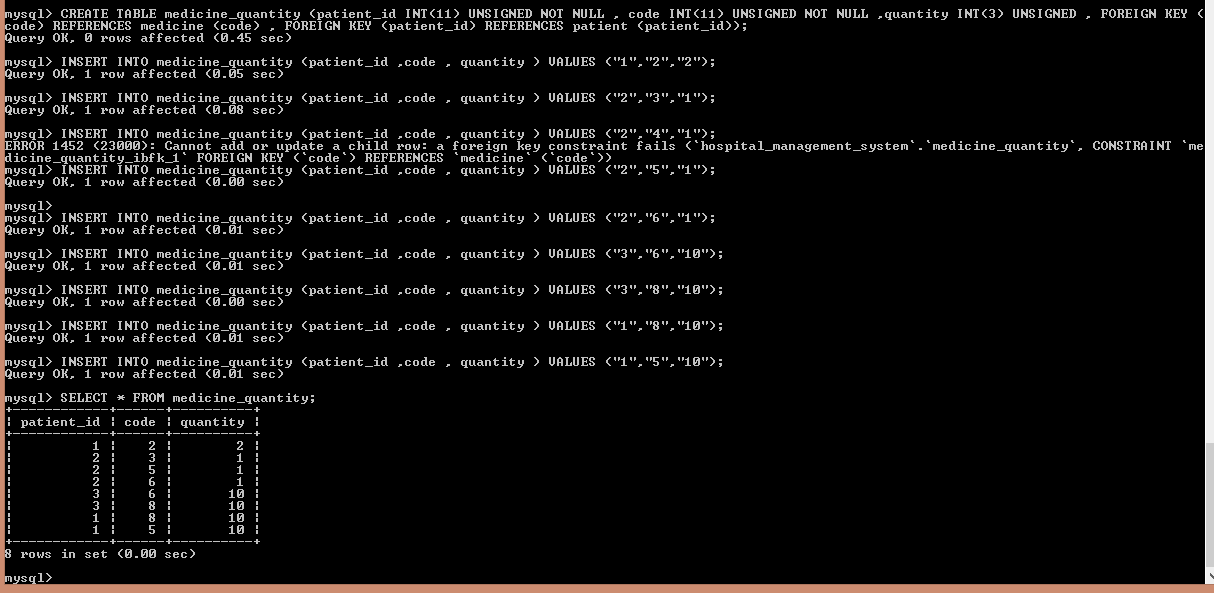 mysql> CREATE TABLE medicine_quantity (patient_id INT(11) UNSIGNED NOT NULL , code INT(11) UNSIGNED NOT NULL ,quantity INT(3) UNSIGNED , FOREIGN KEY (
code) REFERENCES medicine (code) , FOREIGN KEY (patient_id) REFERENCES patient (patient_id));
Query OK, 0 rows affected (0.45 sec)
mysql> INSERT INTO medicine_quantity (patient_id ,code , quantity ) VALUES ("1","2","2");
Query OK, 1 row affected (0.05 sec)
mysql> INSERT INTO medicine_quantity (patient_id ,code , quantity ) VALUES ("2","3","1");
Query OK, 1 row affected (0.08 sec)
mysql> INSERT INTO medicine_quantity (patient_id ,code , quantity ) VALUES ("2","4","1");
ERROR 1452 (23000): Cannot add or update a child row: a foreign key constraint fails (`hospital_management_system`.`medicine_quantity`, CONSTRAINT `me
dicine_quantity_ibfk_1` FOREIGN KEY (`code`) REFERENCES `medicine` (`code`))
mysql> INSERT INTO medicine_quantity (patient_id ,code , quantity ) VALUES ("2","5","1");
Query OK, 1 row affected (0.00 sec)
mysql>
mysql> INSERT INTO medicine_quantity (patient_id ,code , quantity ) VALUES ("2","6","1");
Query OK, 1 row affected (0.01 sec)
mysql> INSERT INTO medicine_quantity (patient_id ,code , quantity ) VALUES ("3","6","10");
Query OK, 1 row affected (0.01 sec)
mysql> INSERT INTO medicine_quantity (patient_id ,code , quantity ) VALUES ("3","8","10");
Query OK, 1 row affected (0.00 sec)
mysql> INSERT INTO medicine_quantity (patient_id ,code , quantity ) VALUES ("1","8","10");
Query OK, 1 row affected (0.01 sec)
mysql> INSERT INTO medicine_quantity (patient_id ,code , quantity ) VALUES ("1","5","10");
Query OK, 1 row affected (0.01 sec)
mysql> SELECT * FROM medicine_quantity;
+------------+------+----------+
| patient_id | code | quantity |
+------------+------+----------+
|          1 |    2 |        2 |
|          2 |    3 |        1 |
|          2 |    5 |        1 |
|          2 |    6 |        1 |
|          3 |    6 |       10 |
|          3 |    8 |       10 |
|          1 |    8 |       10 |
|          1 |    5 |       10 |
+------------+------+----------+
8 rows in set (0.00 sec)
mysql>